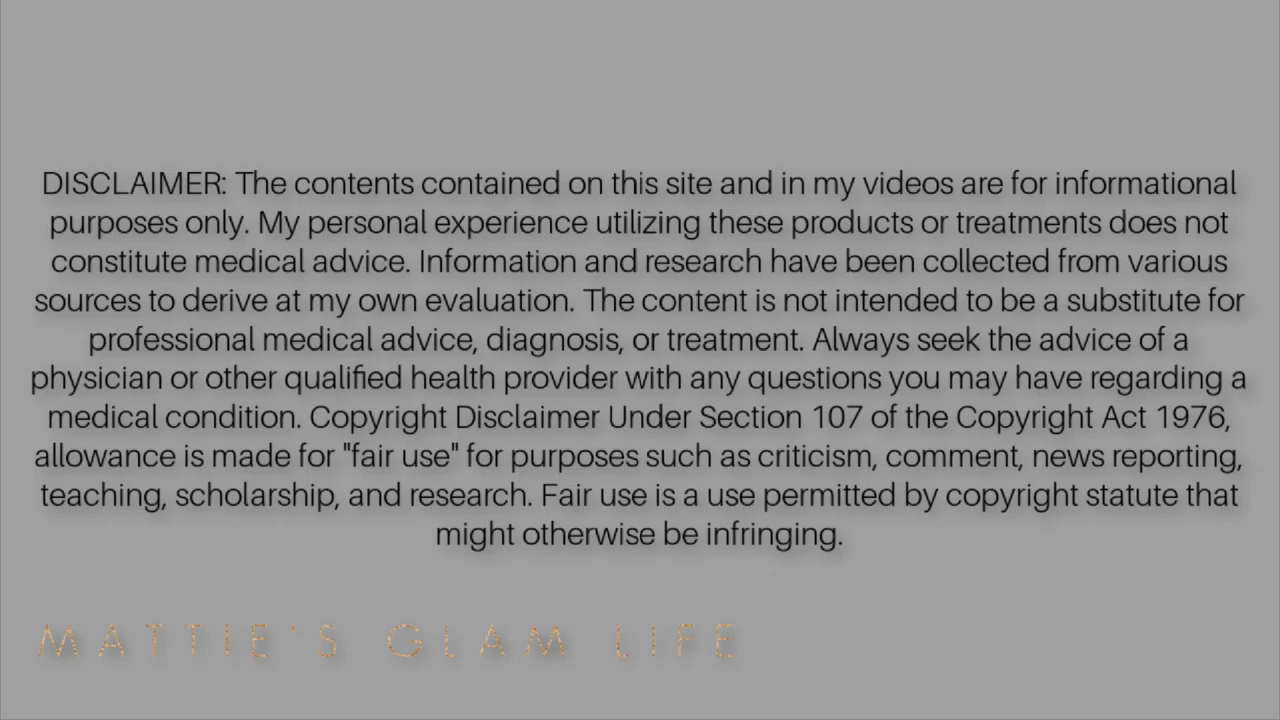 DISCLAIMER: The contents contained on this site and in my videos are for informational
purposes only. My personal experience utilizing these products or treatments does not
constitute medical advice. Information and research have been collected from various
sources to derive at my own evaluation. The content is not intended to be a substitute for
professional medical advice, diagnosis, or treatment. Always seek the advice of a
physician or other qualified health provider with any questions you may have regarding a
medical condition. Copyright Disclaimer Under Section 107 of the Copyright Act 1976,
allowance is made for "fair use" for purposes such as criticism, comment, news reporting,
teaching, scholarship, and research. Fair use is a use permitted by copyright statute that
might otherwise be infringing.
MATTIE'S GLAM LIFE